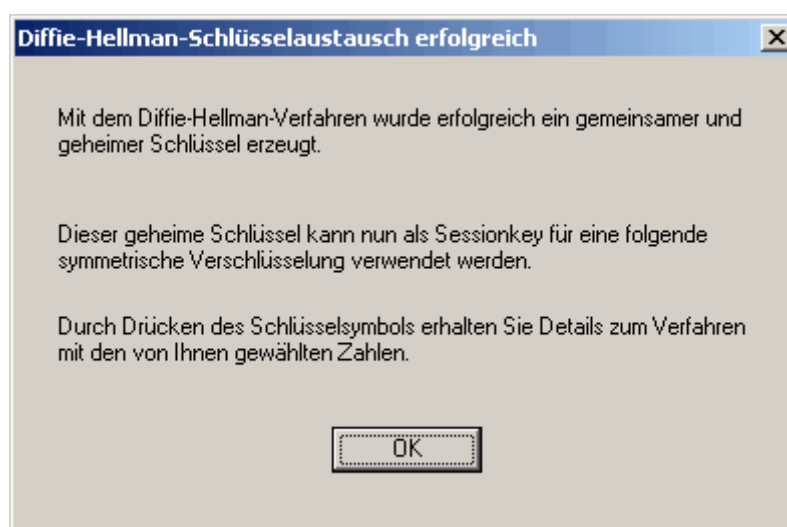 Diffie-Hellman-Schlüsselaustausch erfolgreich
Mit dem Diffie-Hellman-Verfahren wurde erfolgreich ein gemeinsamer und
geheimer Schlüssel erzeugt.
Dieser geheime Schlüssel kann nun als Sessionkey für eine folgende
symmetrische Verschlüsselung verwendet werden.
Durch Drücken des Schlüsselsymbols erhalten Sie Details zum Verfahren
mit den von Ihnen gewählten Zahlen.
OK